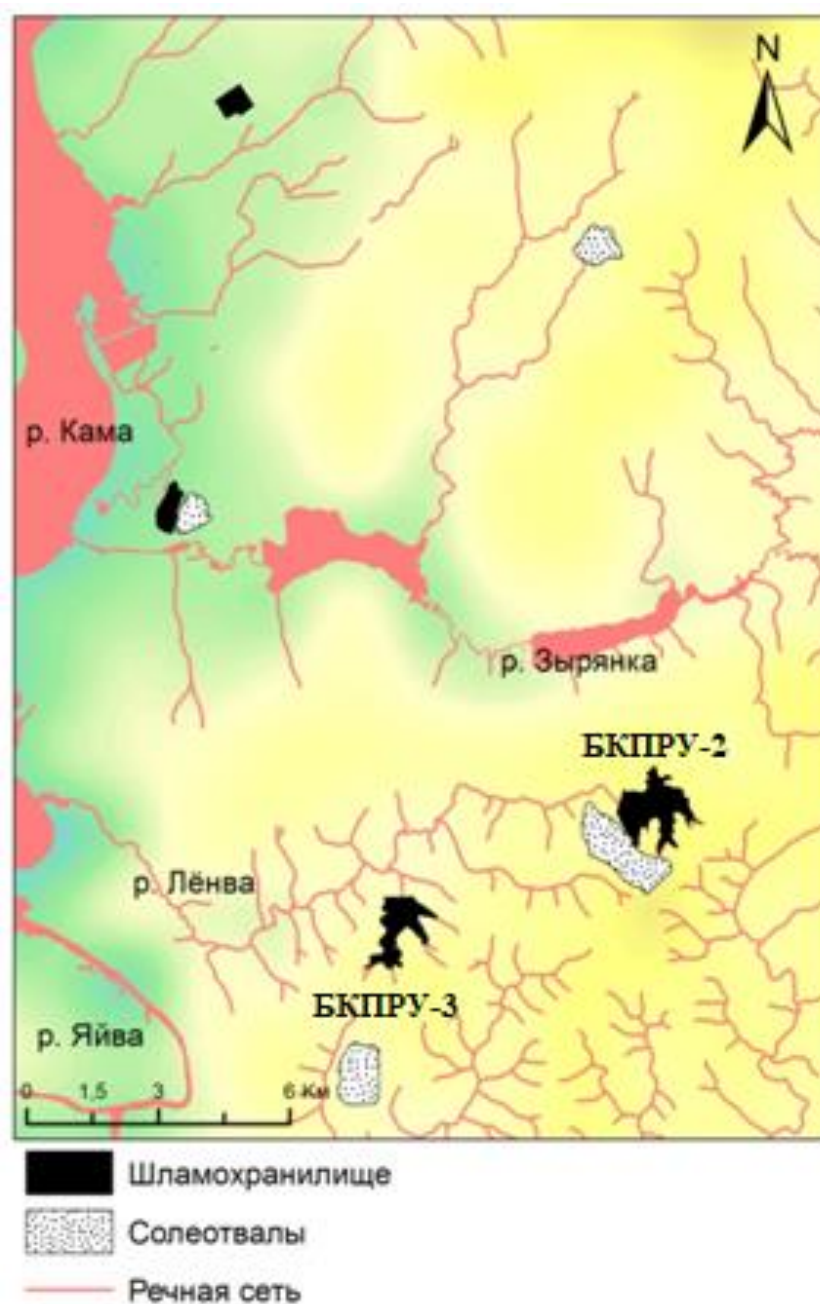 N
р. Кама
р. Зырянка
БКПРУ-2
р. Лёнва
БКПРУ-3
р. Яйва
0 1,5 3 6 Км
Шламохранилище
Солеотвалы
Речная сеть